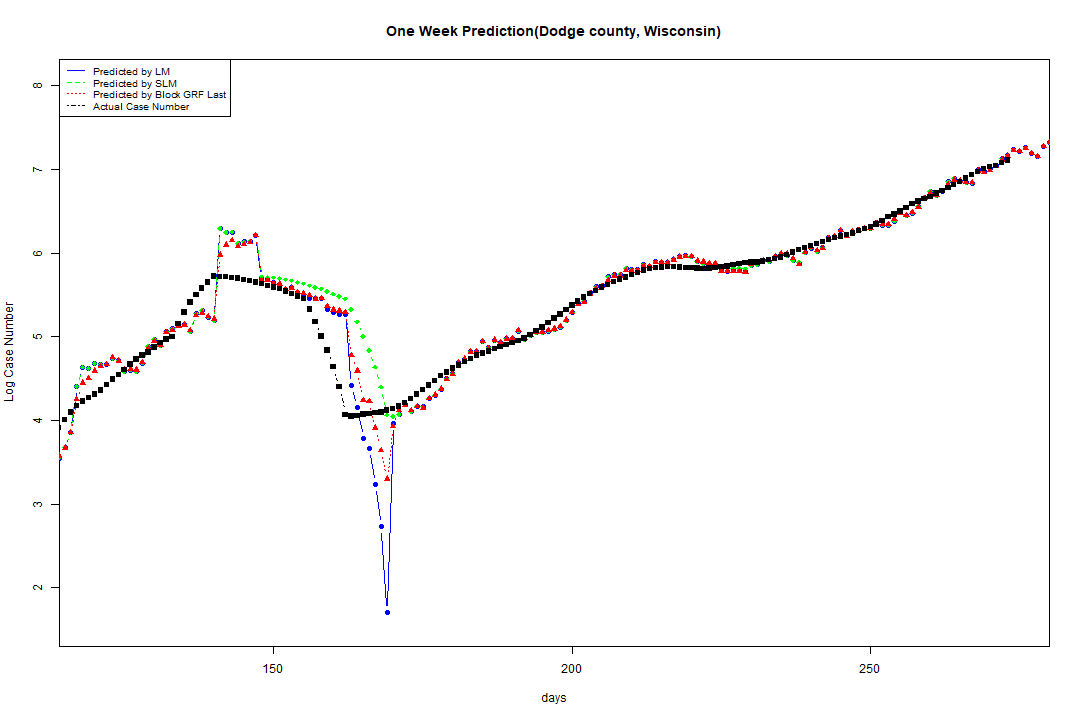 One Week Prediction(Dodge county, Wisconsin)
Predicted by LM
Predicted by SLM
Predicted by Block GRF Last
Actual Case Number
8
7
6
5
4
3
2
Log Case Number
150
200
250
days